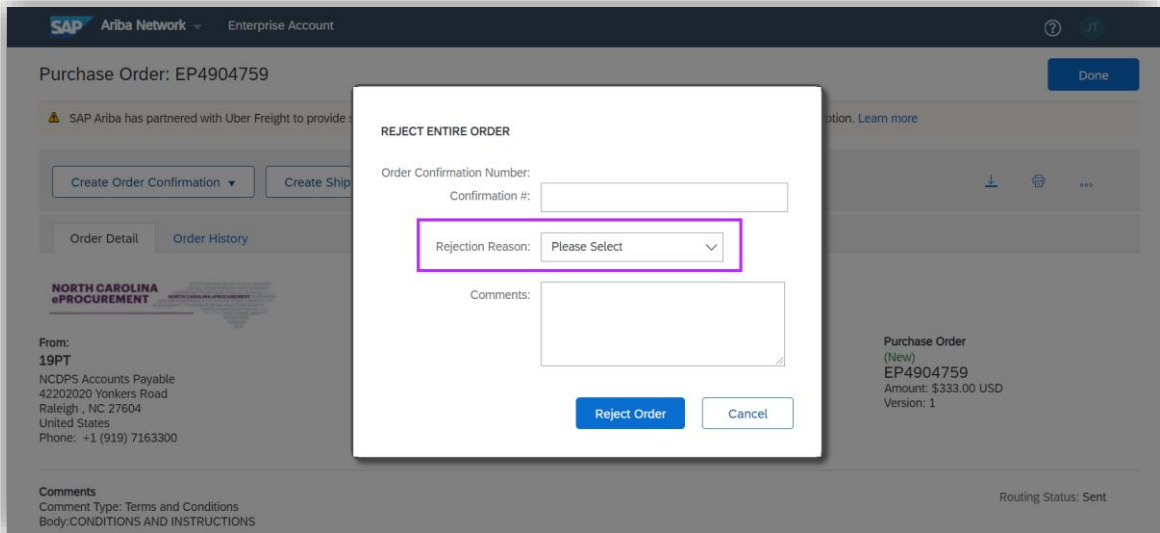 SAP Ariba Network Enterprise Account
JT
Purchase Order: EP4904759
Done
SAP Ariba has partnered with Uber Freight to provide
ption. Learn more
Create Order Confirmation
Create Ship
Order Detail Order History
NORTH CAROLINA
ePROCUREMENT
NORTH CAROLINA ePROCUREMENT
From:
19PT
NCDPS Accounts Payable
42202020 Yonkers Road
Raleigh , NC 27604
United States
Phone: +1 (919) 7163300
Purchase Order
(New)
EP4904759
Amount: $333.00 USD
Version: 1
Comments
Comment Type: Terms and Conditions
Body:CONDITIONS AND INSTRUCTIONS
Routing Status: Sent
REJECT ENTIRE ORDER
Order Confirmation Number:
Confirmation #:
Rejection Reason: Please Select
Comments:
Reject Order Cancel